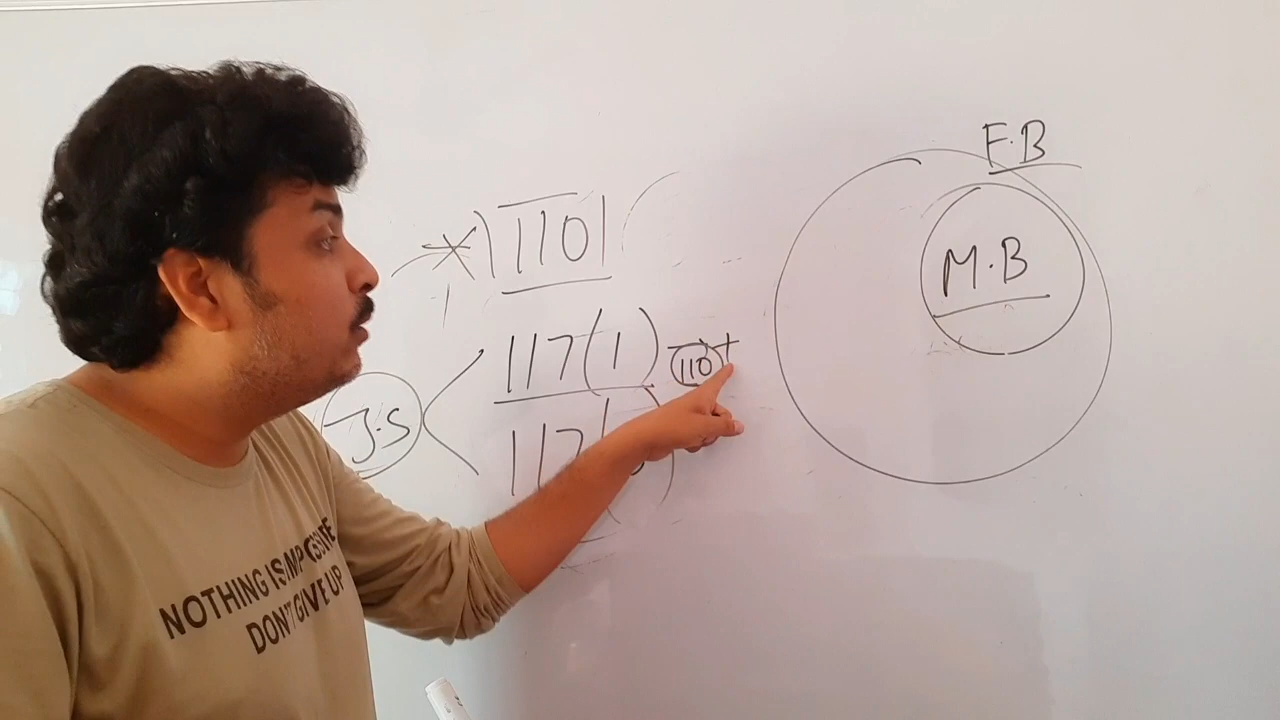 F.B
M.B
* 110
117(1) 110 +
J.S
117(
NOTHING IS IMPOSSIBLE
DON'T GIVE UP